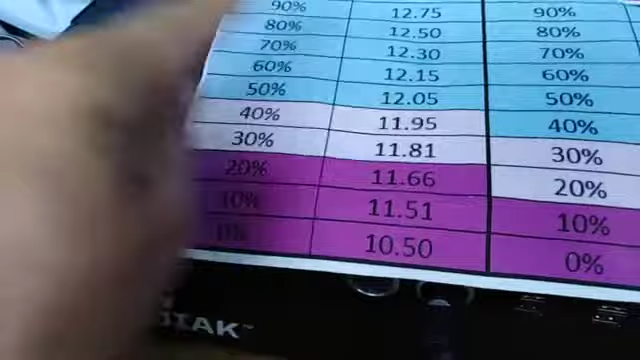 90% 12.75 90%
80% 12.50 80%
70% 12.30 70%
60% 12.15 60%
50% 12.05 50%
40% 11.95 40%
30% 11.81 30%
20% 11.66 20%
10% 11.51 10%
0% 10.50 0%